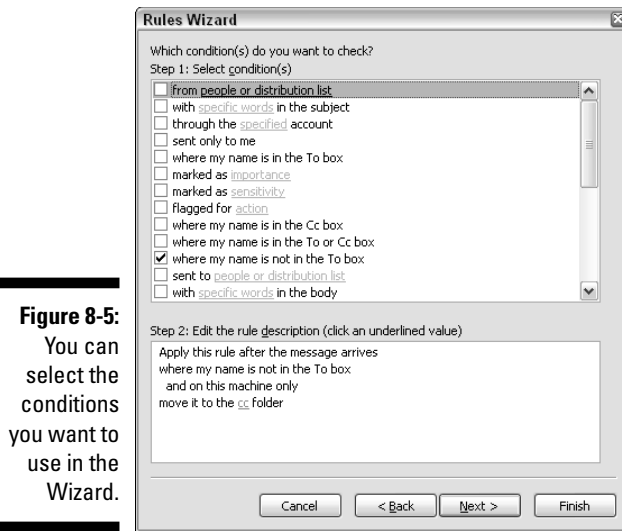 Rules Wizard
Which condition(s) do you want to check?
Step 1: Select condition(s)
from people or distribution list
with specific words in the subject
through the specified account
sent only to me
where my name is in the To box
marked as importance
marked as sensitivity
flagged for action
where my name is in the Cc box
where my name is in the To or Cc box
where my name is not in the To box
sent to people or distribution list
with specific words in the body
Step 2: Edit the rule description (click an underlined value)
Apply this rule after the message arrives
where my name is not in the To box
and on this machine only
move it to the cc folder
Cancel
< Back
Next >
Finish
Figure 8-5:
You can
select the
conditions
you want to
use in the
Wizard.